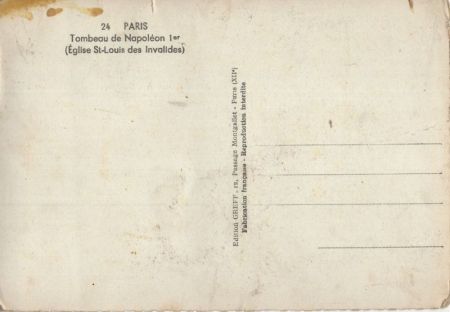 24 PARIS
Tombeau de Napoléon 1er
(Église St-Louis des Invalides)
Edition GREFF - Passage Montgallet - Paris (XIIe)
Fabrication française - Reproduction interdite